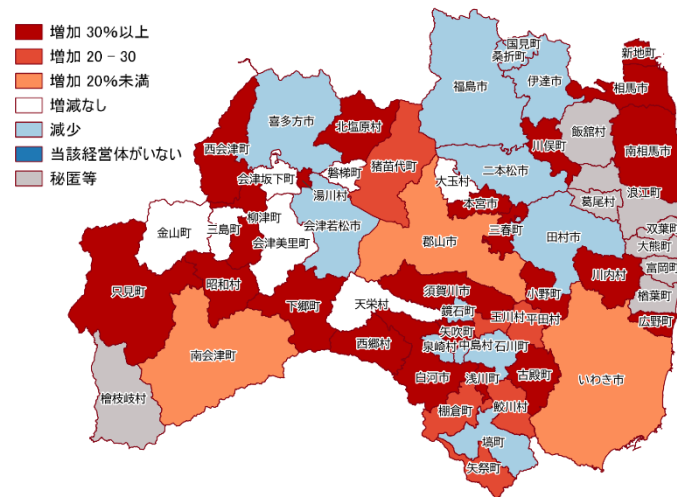 増加 30%以上
増加 20 - 30
増加 20%未満
増減なし
減少
当該経営体がいない
秘匿等
国見町
桑折町
新地町
伊達市
福島市
相馬市
喜多方市
北塩原村
川俣町
飯舘村
西会津町
猪苗代町
南相馬市
会津坂下町
磐梯町
大玉村
二本松市
浪江町
湯川村
葛尾村
本宮市
柳津町
三島町
会津若松市
三春町
双葉町
金山町
会津美里町
郡山市
田村市
大熊町
富岡町
川内村
只見町
昭和村
須賀川市
小野町
楢葉町
下郷町
天栄村
鏡石町
玉川村
平田村
広野町
矢吹町
南会津町
西郷村
泉崎村
中島村
石川町
檜枝岐村
白河市
浅川町
古殿町
いわき市
棚倉町
鮫川村
塙町
矢祭町